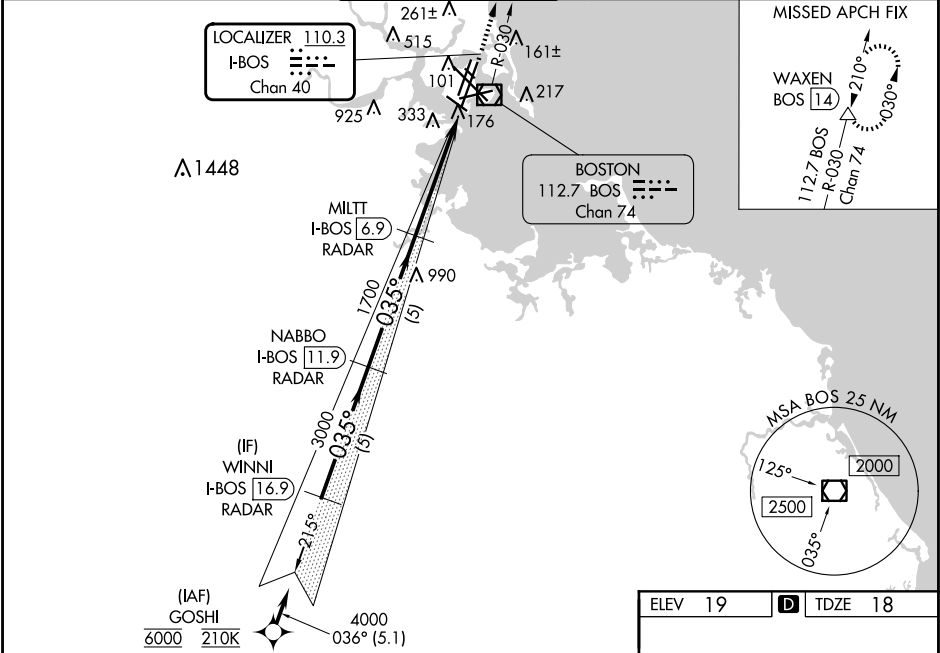 261±
515
LOCALIZER 110.3
I-BOS
Chan 40
R-030
161±
101
217
925
333
176
1448
BOSTON
112.7 BOS
Chan 74
MISSED APCH FIX
WAXEN
BOS 14
210°
030°
112.7 BOS
R-030
Chan 74
MILTT
I-BOS 6.9
RADAR
990
1700
035°
(5)
NABBO
I-BOS 11.9
RADAR
3000
035°
(5)
(IF)
WINNI
I-BOS 16.9
RADAR
215°
(IAF)
GOSHI
6000 210K
4000
036° (5.1)
MSA BOS 25 NM
125°
2000
2500
035°
ELEV 19 D TDZE 18